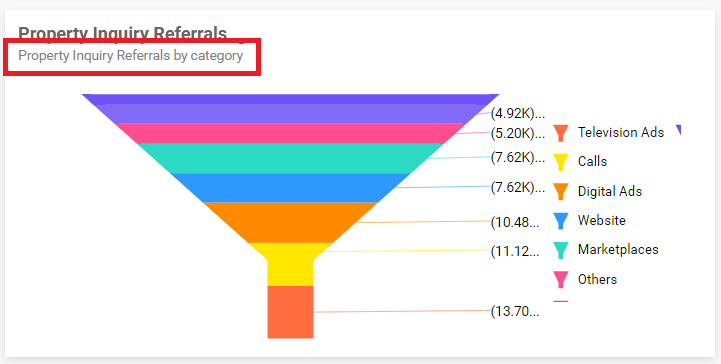 Property Inquiry Referrals
Property Inquiry Referrals by category
(4.92K)...
(5.20K)...
(7.62K)...
(7.62K)...
(10.48...
(11.12...
(13.70...
Television Ads
Calls
Digital Ads
Website
Marketplaces
Others